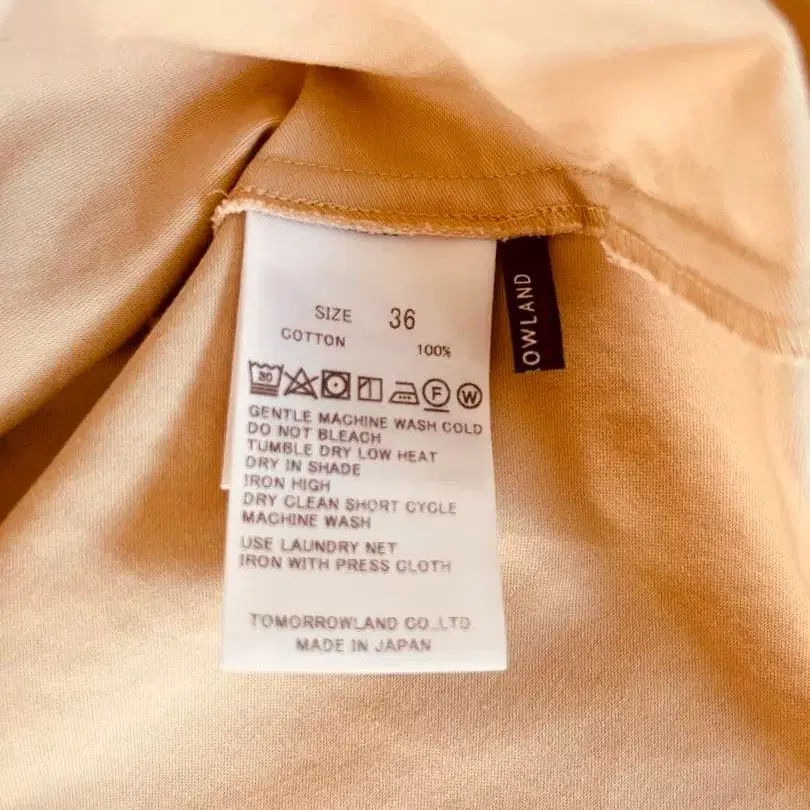 SIZE 36
COTTON 100%
30 F W
GENTLE MACHINE WASH COLD
DO NOT BLEACH
TUMBLE DRY LOW HEAT
DRY IN SHADE
IRON HIGH
DRY CLEAN SHORT CYCLE
MACHINE WASH
USE LAUNDRY NET
IRON WITH PRESS CLOTH
TOMORROWLAND CO.,LTD
MADE IN JAPAN
ROWLAND